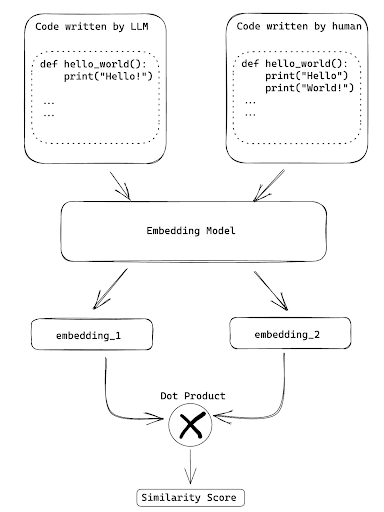 Code written by LLM
def hello_world():
    print("Hello!")
...
...
Code written by human
def hello_world():
    print("Hello")
    print("World!")
...
...
Embedding Model
embedding_1
embedding_2
Dot Product
Similarity Score